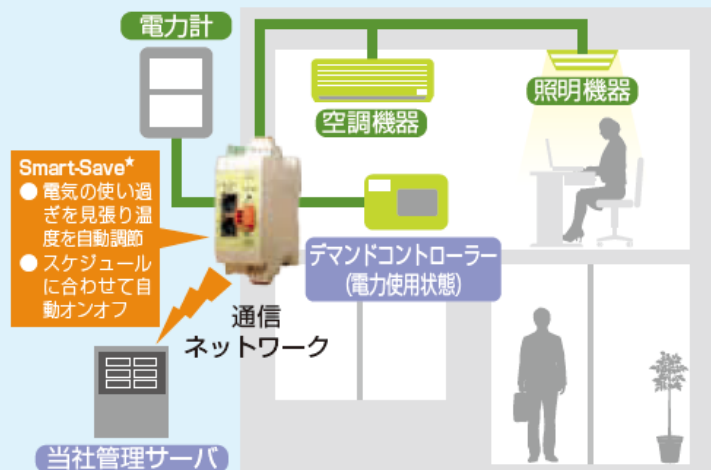 電力計
空調機器
照明機器
Smart-Save★
● 電気の使い過
ぎを見張り温
度を自動調節
● スケジュール
に合わせて自
動オンオフ
デマンドコントローラー
(電力使用状態)
通信
ネットワーク
当社管理サーバ